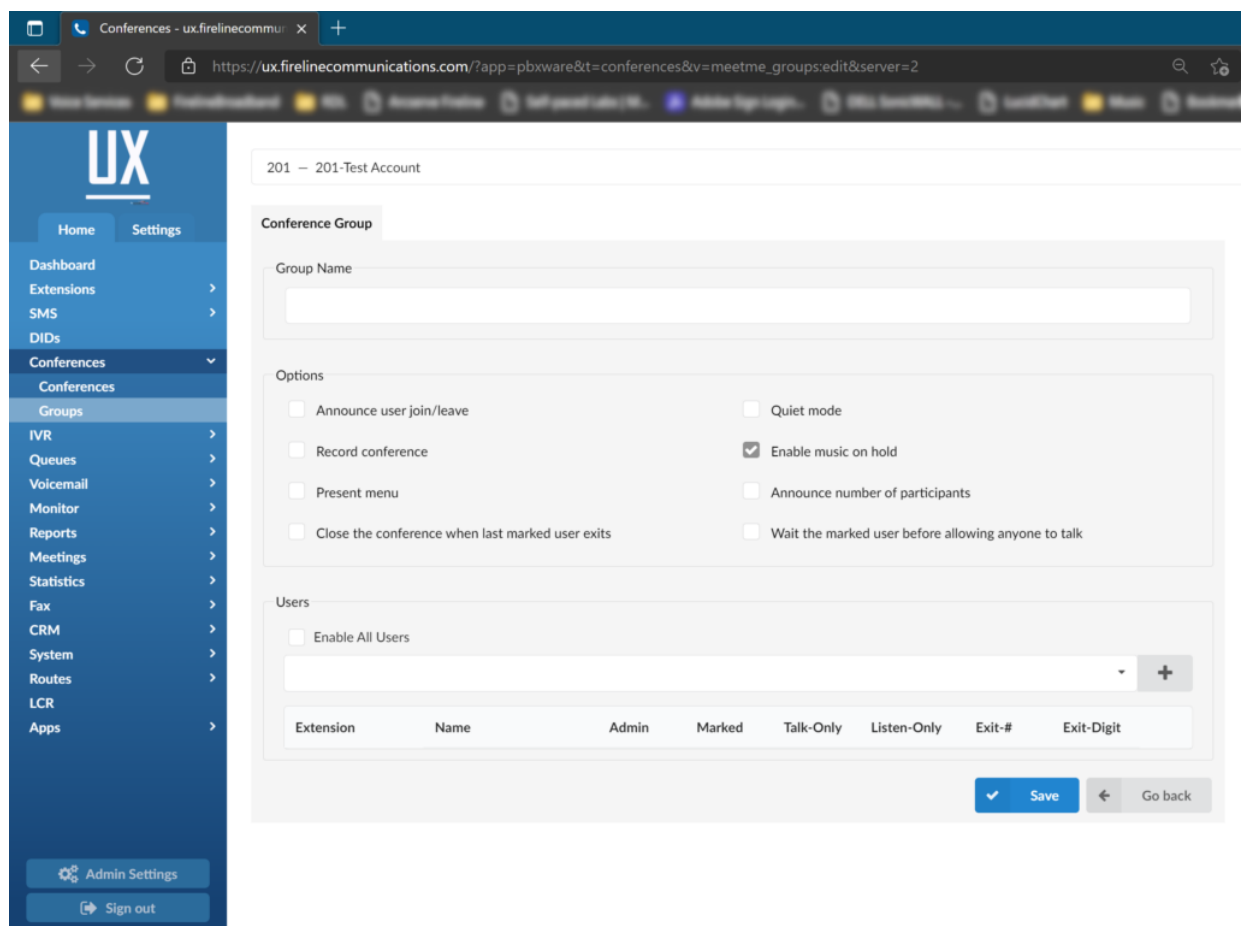 Conferences - ux.firelinecommun
https://ux.firelinecommunications.com/?app=pbxware&t=conferences&v=meetme_groups:edit&server=2
UX
Home Settings
Dashboard
Extensions
SMS
DIDs
Conferences
Conferences
Groups
IVR
Queues
Voicemail
Monitor
Reports
Meetings
Statistics
Fax
CRM
System
Routes
LCR
Apps
Admin Settings
Sign out
201 — 201-Test Account
Conference Group
Group Name
Options
Announce user join/leave Quiet mode
Record conference Enable music on hold
Present menu Announce number of participants
Close the conference when last marked user exits Wait the marked user before allowing anyone to talk
Users
Enable All Users
Extension Name Admin Marked Talk-Only Listen-Only Exit-# Exit-Digit
Save Go back